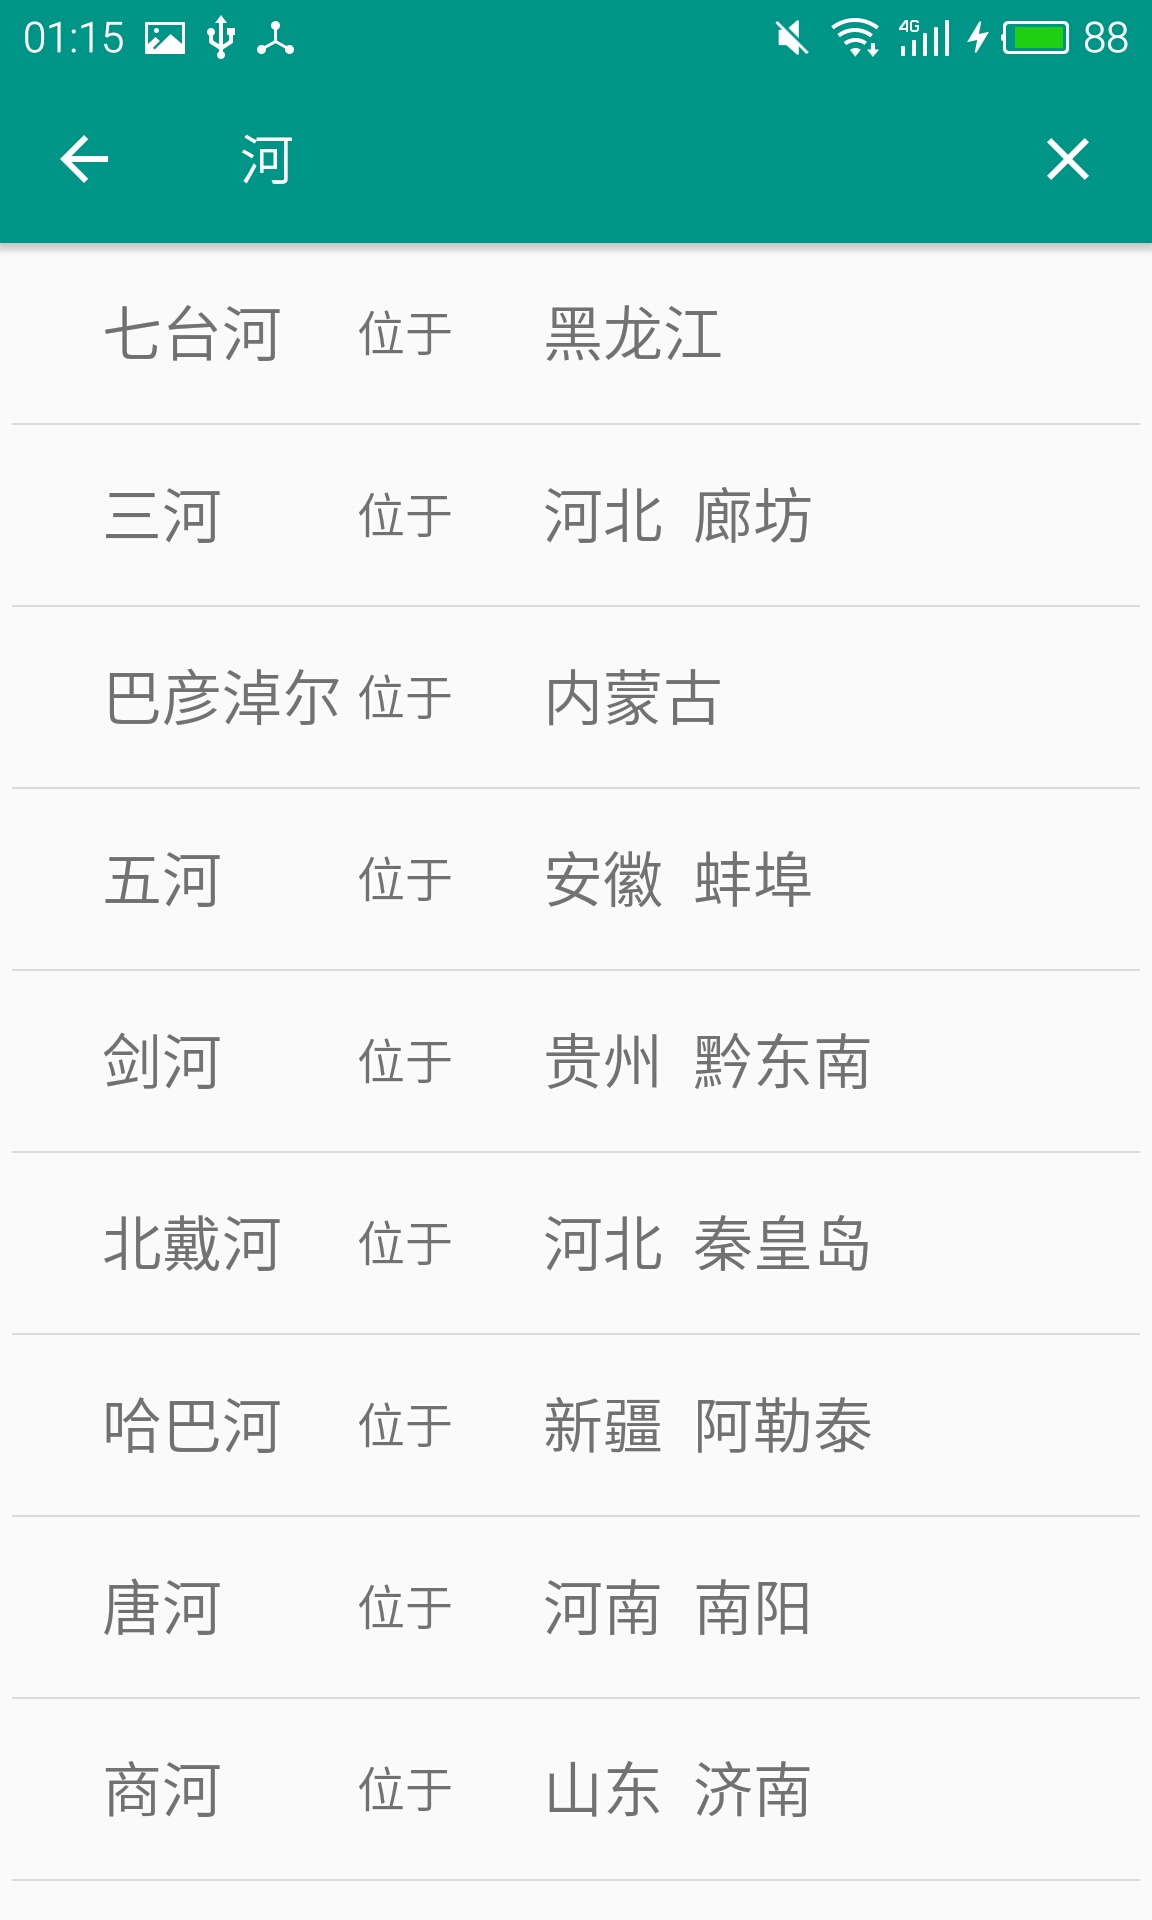 01:15 4G 88
河
七台河 位于 黑龙江
三河 位于 河北 廊坊
巴彦淖尔 位于 内蒙古
五河 位于 安徽 蚌埠
剑河 位于 贵州 黔东南
北戴河 位于 河北 秦皇岛
哈巴河 位于 新疆 阿勒泰
唐河 位于 河南 南阳
商河 位于 山东 济南